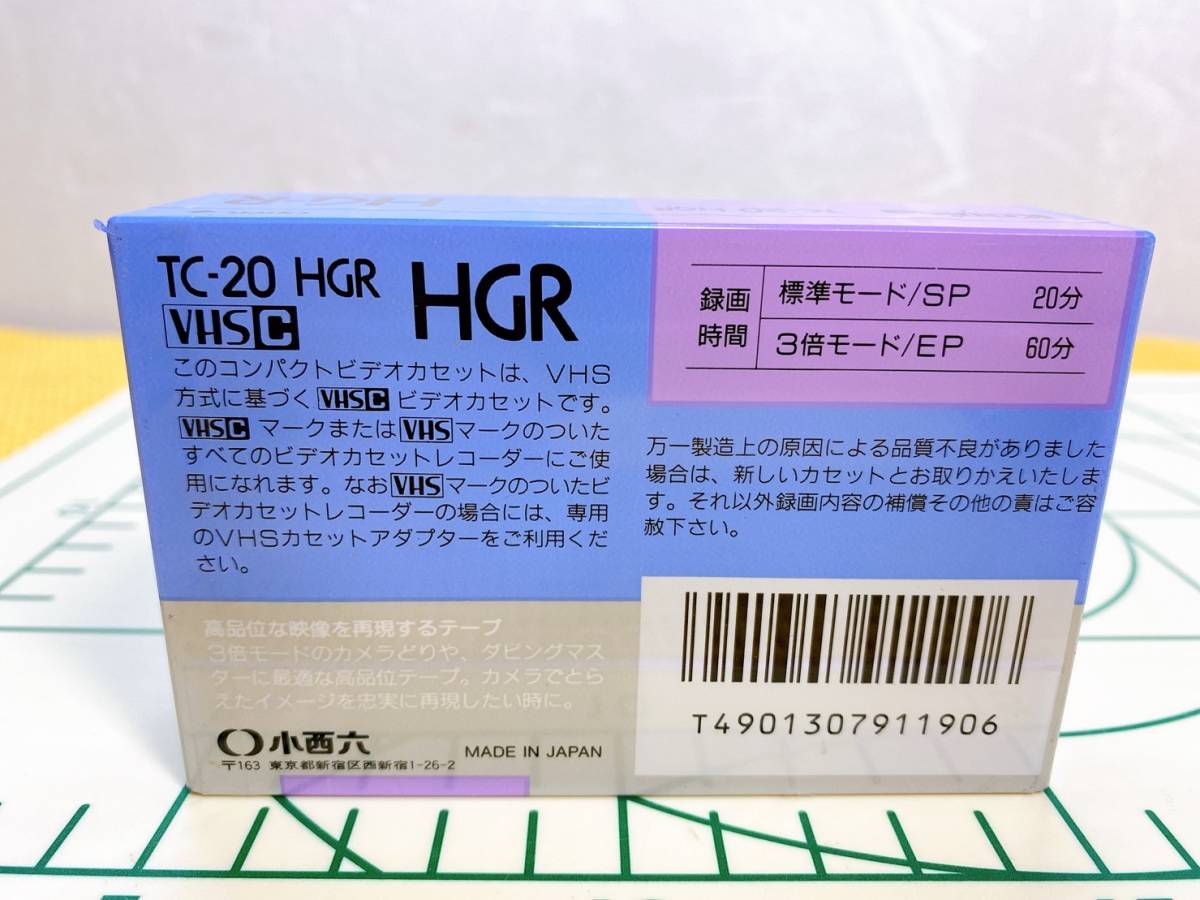 TC-20 HGR HGR
VHS C
このコンパクトビデオカセットは、VHS
方式に基づく VHS C ビデオカセットです。
VHS C マークまたは VHS マークのついた
すべてのビデオカセットレコーダーにご使
用になれます。なお VHS マークのついたビ
デオカセットレコーダーの場合には、専用
のVHSカセットアダプターをご利用くだ
さい。
高品位な映像を再現するテープ
3倍モードのカメラどりや、ダビングマス
ターに最適な高品位テープ。カメラでとら
えたイメージを忠実に再現したい時に。
小西六 MADE IN JAPAN
〒163 東京都新宿区西新宿1-26-2
録画時間
標準モード/SP 20分
3倍モード/EP 60分
万一製造上の原因による品質不良がありました
場合は、新しいカセットとお取りかえいたしま
す。それ以外録画内容の補償その他の責はご容
赦下さい。
T4901307911906